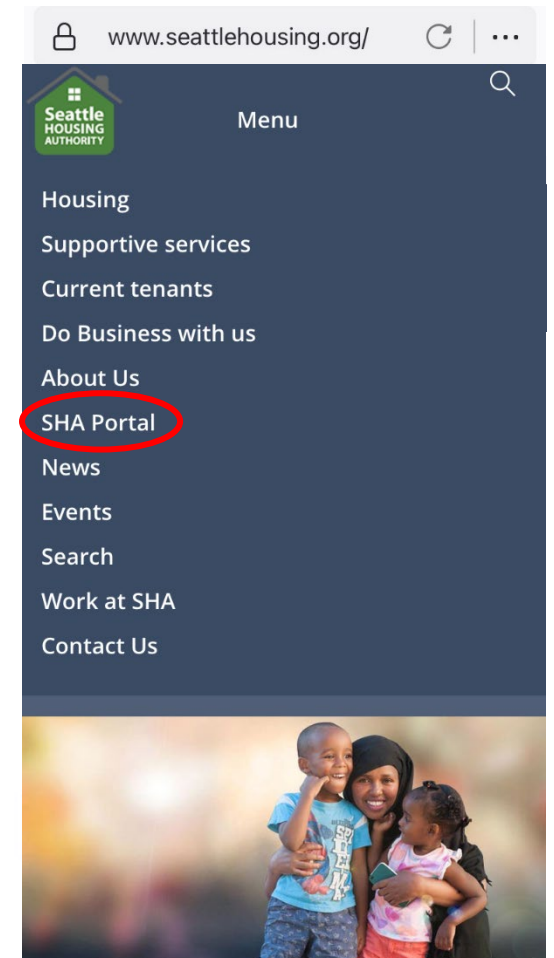 www.seattlehousing.org/
Seattle
HOUSING
AUTHORITY
Menu
Housing
Supportive services
Current tenants
Do Business with us
About Us
SHA Portal
News
Events
Search
Work at SHA
Contact Us